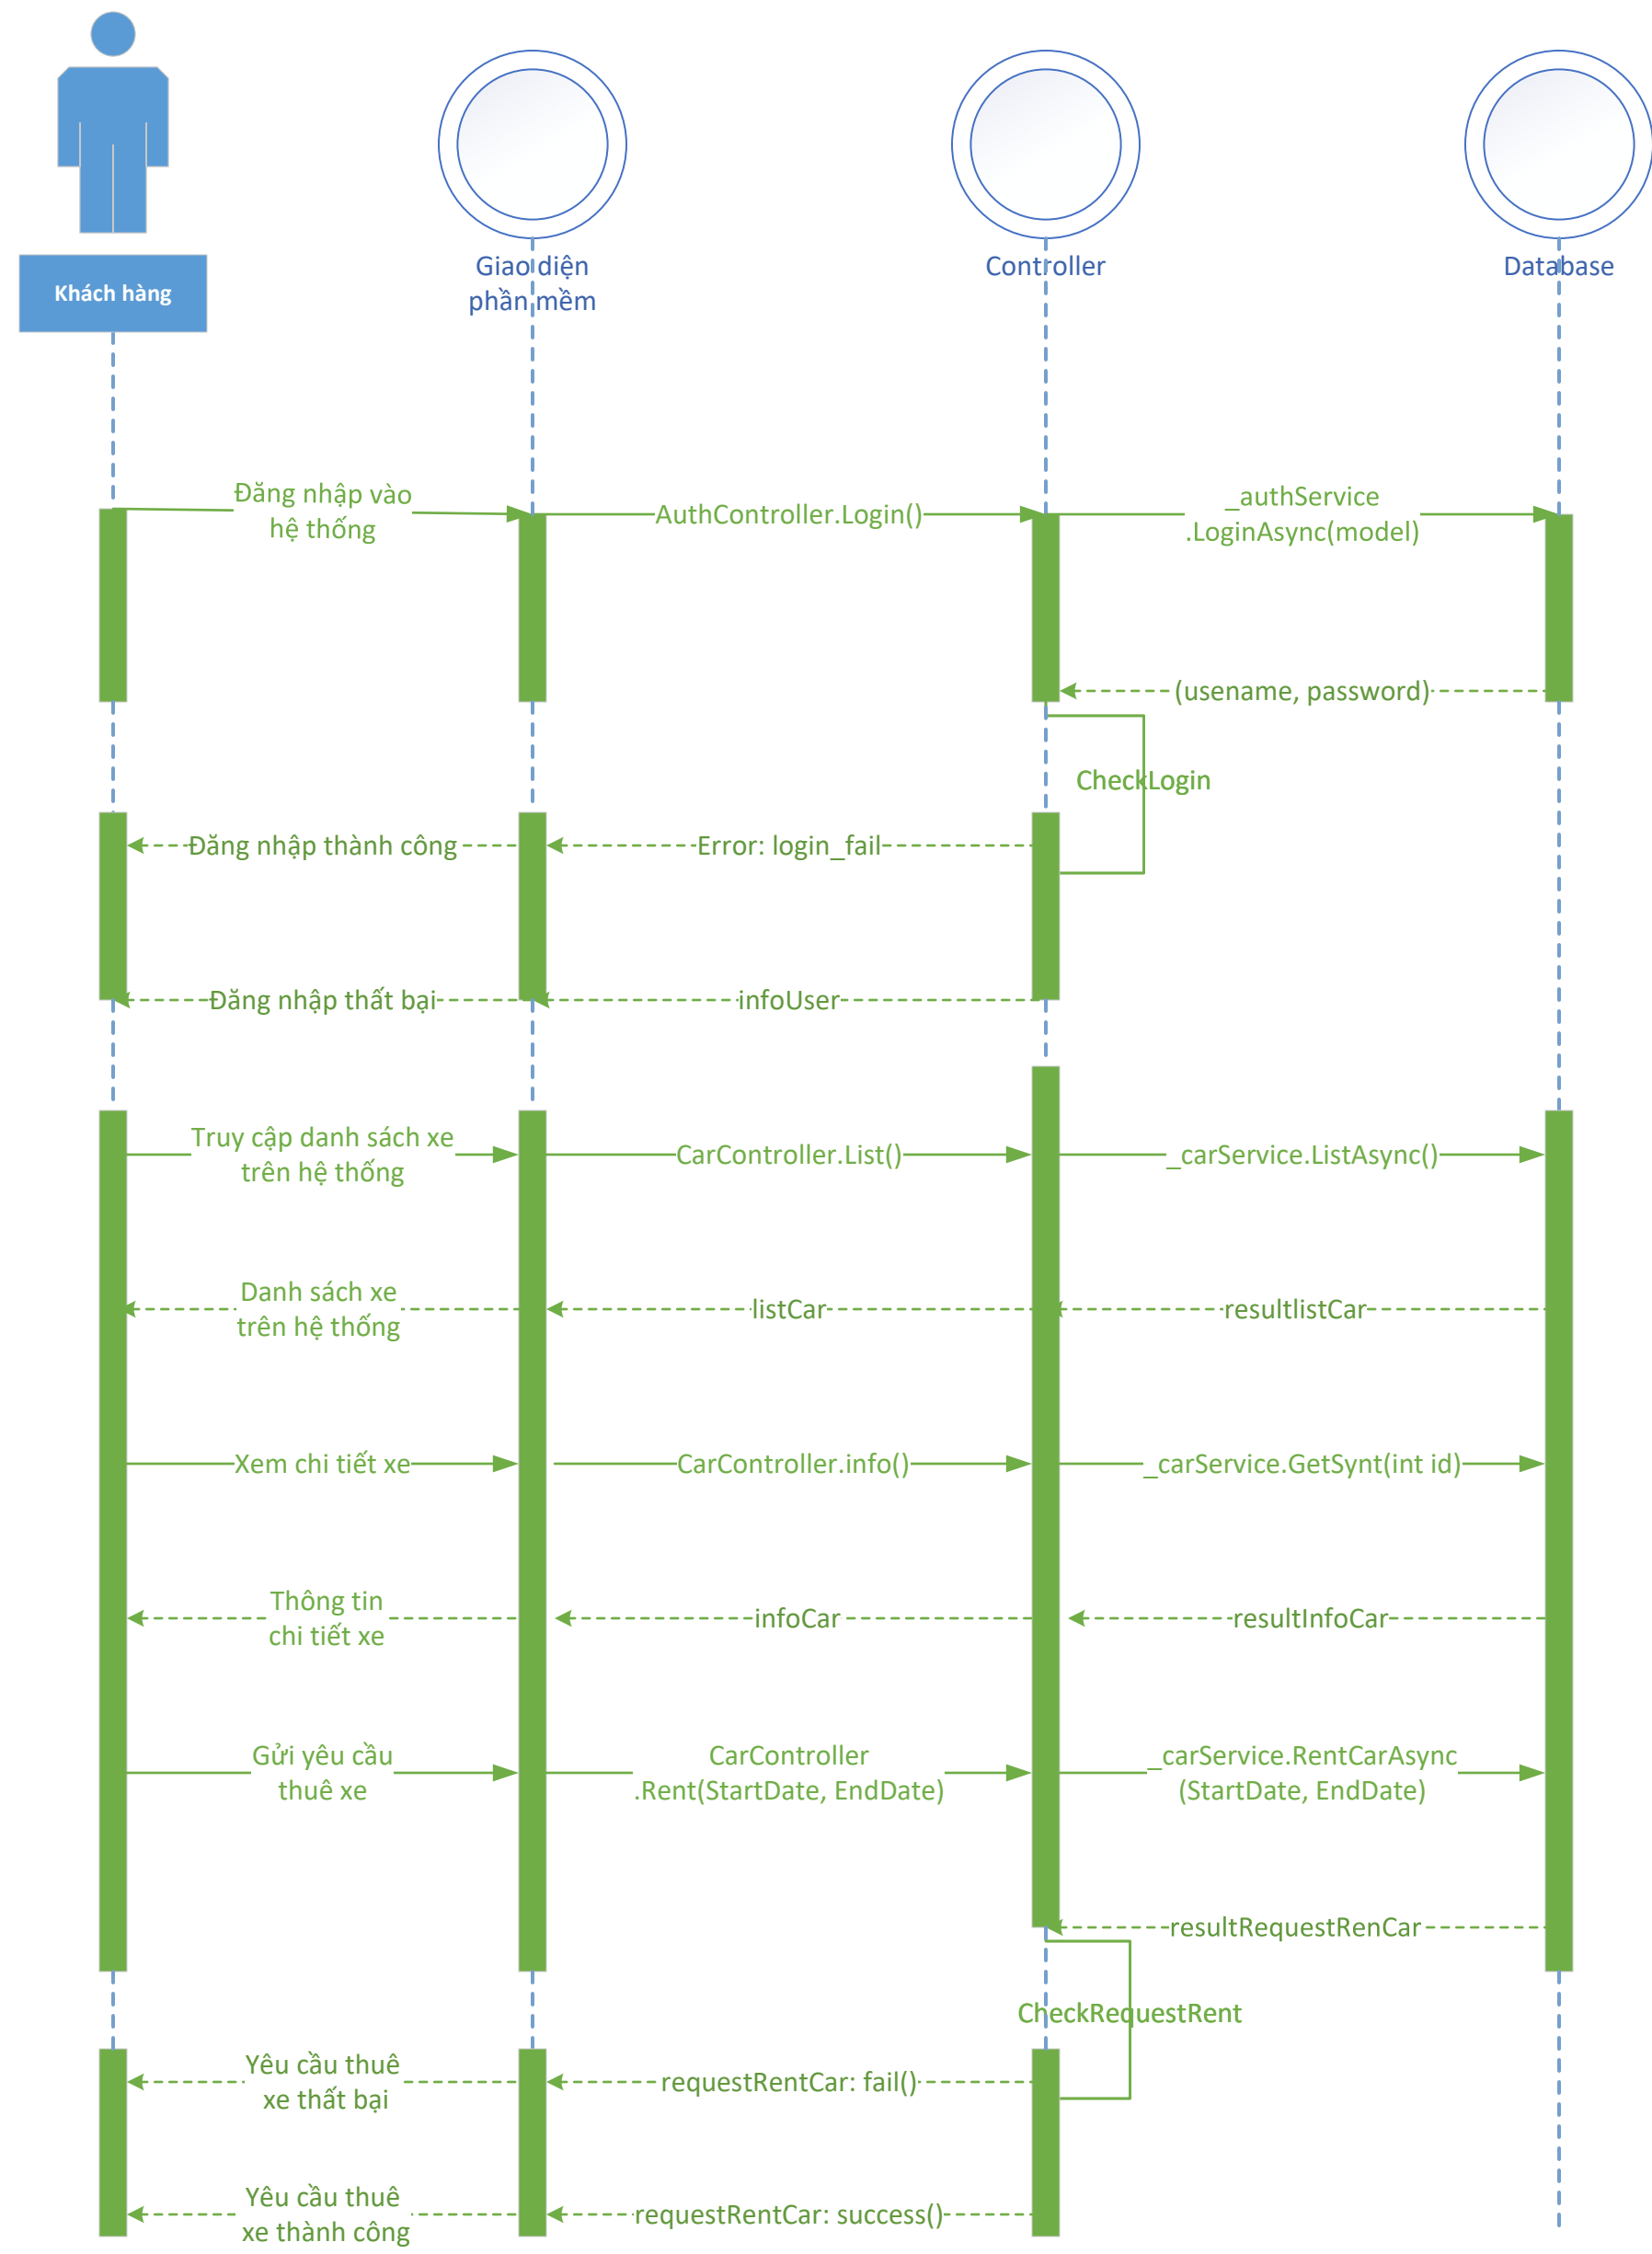 Khách hàng
Giao diện
phần mềm
Controller
Database
Đăng nhập vào
hệ thống
AuthController.Login()
_authService
.LoginAsync(model)
(usename, password)
CheckLogin
Đăng nhập thành công
Error: login_fail
Đăng nhập thất bại
infoUser
Truy cập danh sách xe
trên hệ thống
CarController.List()
_carService.ListAsync()
Danh sách xe
trên hệ thống
listCar
resultlistCar
Xem chi tiết xe
CarController.info()
_carService.GetSynt(int id)
Thông tin
chi tiết xe
infoCar
resultInfoCar
Gửi yêu cầu
thuê xe
CarController
.Rent(StartDate, EndDate)
_carService.RentCarAsync
(StartDate, EndDate)
resultRequestRenCar
CheckRequestRent
Yêu cầu thuê
xe thất bại
requestRentCar: fail()
Yêu cầu thuê
xe thành công
requestRentCar: success()